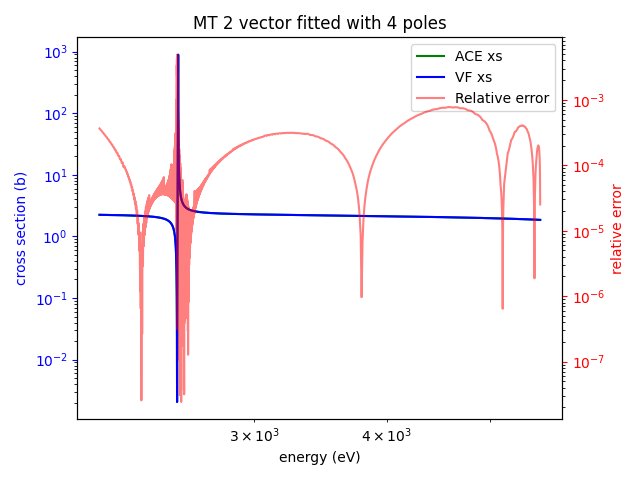 MT 2 vector fitted with 4 poles
ACE xs
VF xs
Relative error
10³
10²
10¹
10⁰
10⁻¹
10⁻²
cross section (b)
10⁻³
10⁻⁴
10⁻⁵
10⁻⁶
10⁻⁷
relative error
3 × 10³
4 × 10³
energy (eV)